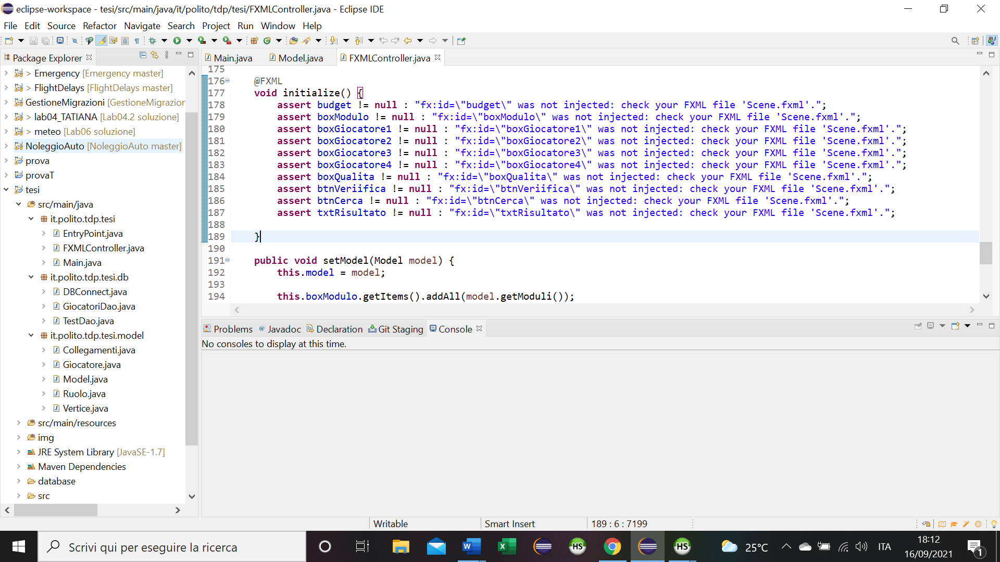 eclipse-workspace - tesi/src/main/java/it/polito/tdp/tesi/FXMLController.java - Eclipse IDE
File Edit Source Refactor Navigate Search Project Run Window Help
Package Explorer
> Emergency [Emergency master]
> FlightDelays [FlightDelays master]
GestioneMigrazioni [GestioneMigrazior
> lab04_TATIANA [Lab04.2 soluzione]
> meteo [Lab06 soluzione]
NoleggioAuto [NoleggioAuto master]
prova
provaT
tesi
src/main/java
it.polito.tdp.tesi
EntryPoint.java
FXMLController.java
Main.java
it.polito.tdp.tesi.db
DBConnect.java
GiocatoriDao.java
TestDao.java
it.polito.tdp.tesi.model
Collegamenti.java
Giocatore.java
Model.java
Ruolo.java
Vertice.java
src/main/resources
img
JRE System Library [JavaSE-1.7]
Maven Dependencies
database
src
Main.java Model.java FXMLController.java
175
176 @FXML
177 void initialize() {
178 assert budget != null : "fx:id=\"budget\" was not injected: check your FXML file 'Scene.fxml'.";
179 assert boxModulo != null : "fx:id=\"boxModulo\" was not injected: check your FXML file 'Scene.fxml'.";
180 assert boxGiocatore1 != null : "fx:id=\"boxGiocatore1\" was not injected: check your FXML file 'Scene.fxml'.";
181 assert boxGiocatore2 != null : "fx:id=\"boxGiocatore2\" was not injected: check your FXML file 'Scene.fxml'.";
182 assert boxGiocatore3 != null : "fx:id=\"boxGiocatore3\" was not injected: check your FXML file 'Scene.fxml'.";
183 assert boxGiocatore4 != null : "fx:id=\"boxGiocatore4\" was not injected: check your FXML file 'Scene.fxml'.";
184 assert boxQualita != null : "fx:id=\"boxQualita\" was not injected: check your FXML file 'Scene.fxml'.";
185 assert btnVeriifica != null : "fx:id=\"btnVeriifica\" was not injected: check your FXML file 'Scene.fxml'.";
186 assert btnCerca != null : "fx:id=\"btnCerca\" was not injected: check your FXML file 'Scene.fxml'.";
187 assert txtRisultato != null : "fx:id=\"txtRisultato\" was not injected: check your FXML file 'Scene.fxml'.";
188
189 }
190
191 public void setModel(Model model) {
192 this.model = model;
193
194 this.boxModulo.getItems().addAll(model.getModuli());
Problems @ Javadoc Declaration Git Staging Console
No consoles to display at this time.
Writable Smart Insert 189 : 6 : 7199
Scrivi qui per eseguire la ricerca
HS
HS
25°C
ITA
18:12
16/09/2021
1